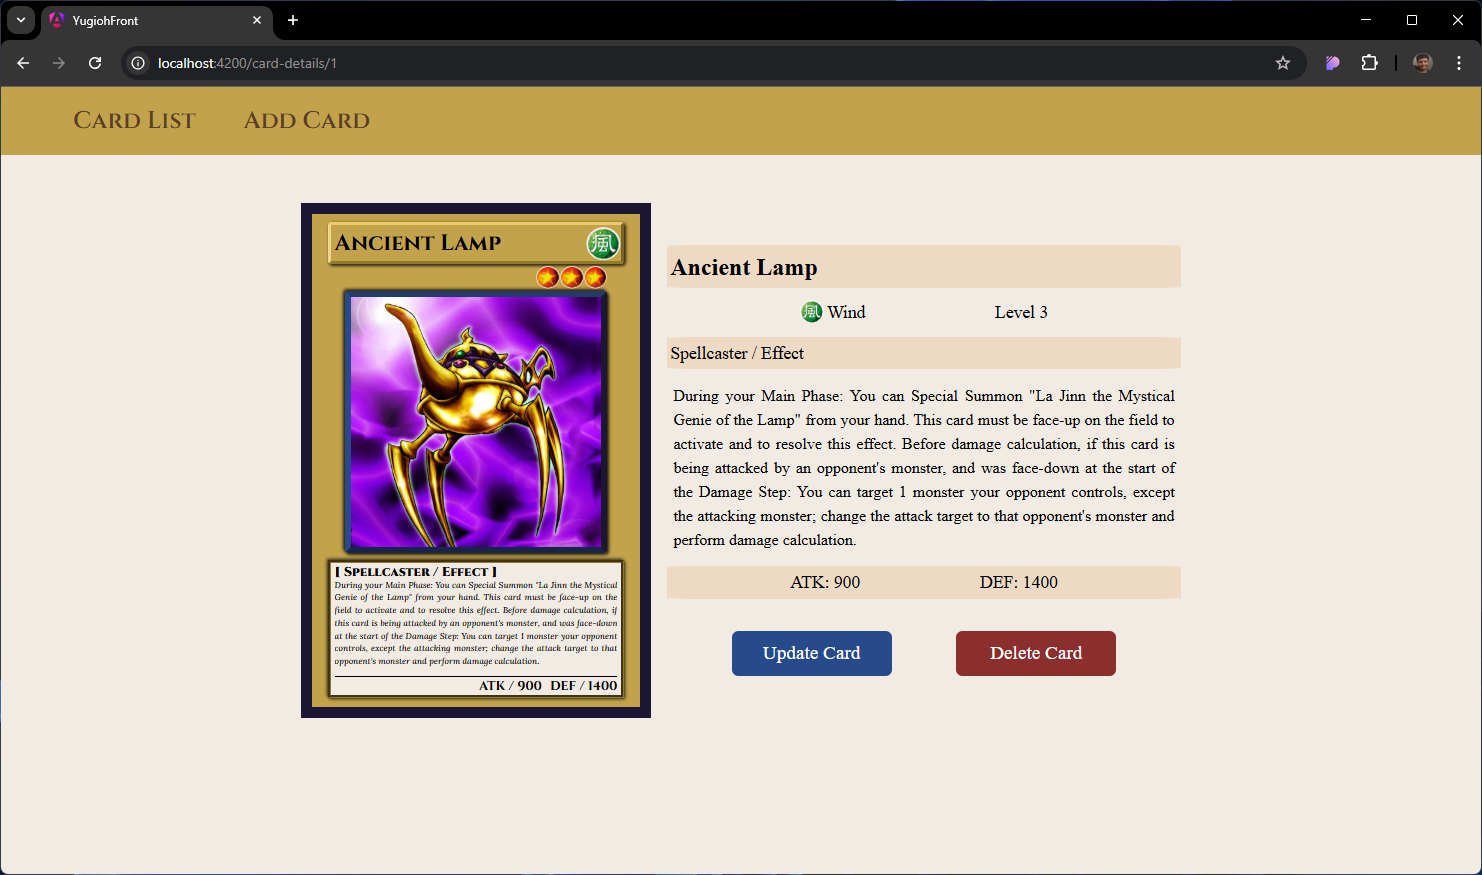 YugiohFront
localhost:4200/card-details/1
Card List Add Card
Ancient Lamp 風
[ Spellcaster / Effect ]
During your Main Phase: You can Special Summon "La Jinn the Mystical
Genie of the Lamp" from your hand. This card must be face-up on the
field to activate and to resolve this effect. Before damage calculation, if
this card is being attacked by an opponent's monster, and was face-down
at the start of the Damage Step: You can target 1 monster your opponent
controls, except the attacking monster; change the attack target to that
opponent's monster and perform damage calculation.
ATK / 900 DEF / 1400
Ancient Lamp
風 Wind Level 3
Spellcaster / Effect
During your Main Phase: You can Special Summon "La Jinn the Mystical
Genie of the Lamp" from your hand. This card must be face-up on the field to
activate and to resolve this effect. Before damage calculation, if this card is
being attacked by an opponent's monster, and was face-down at the start of
the Damage Step: You can target 1 monster your opponent controls, except
the attacking monster; change the attack target to that opponent's monster and
perform damage calculation.
ATK: 900 DEF: 1400
Update Card Delete Card